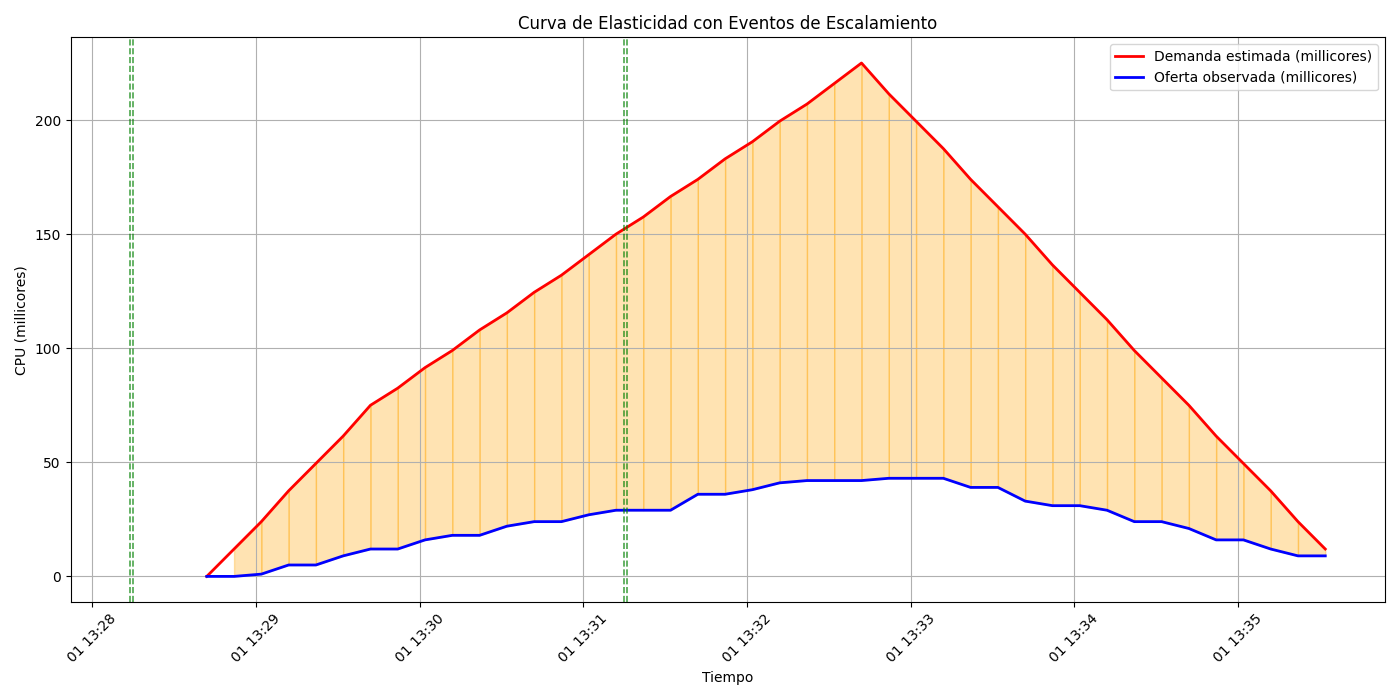 Curva de Elasticidad con Eventos de Escalamiento
Demanda estimada (millicores)
Oferta observada (millicores)
CPU (millicores)
200
150
100
50
0
01 13:28
01 13:29
01 13:30
01 13:31
01 13:32
01 13:33
01 13:34
01 13:35
Tiempo